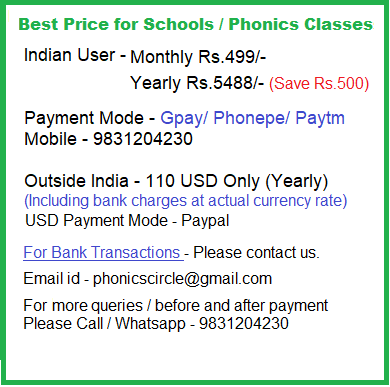 Best Price for Schools / Phonics Classes
Indian User - Monthly Rs.499/-
Yearly Rs.5488/- (Save Rs.500)
Payment Mode - Gpay/ Phonepe/ Paytm
Mobile - 9831204230
Outside India - 110 USD Only (Yearly)
(Including bank charges at actual currency rate)
USD Payment Mode - Paypal
For Bank Transactions - Please contact us.
Email id - phonicscircle@gmail.com
For more queries / before and after payment
Please Call / Whatsapp - 9831204230